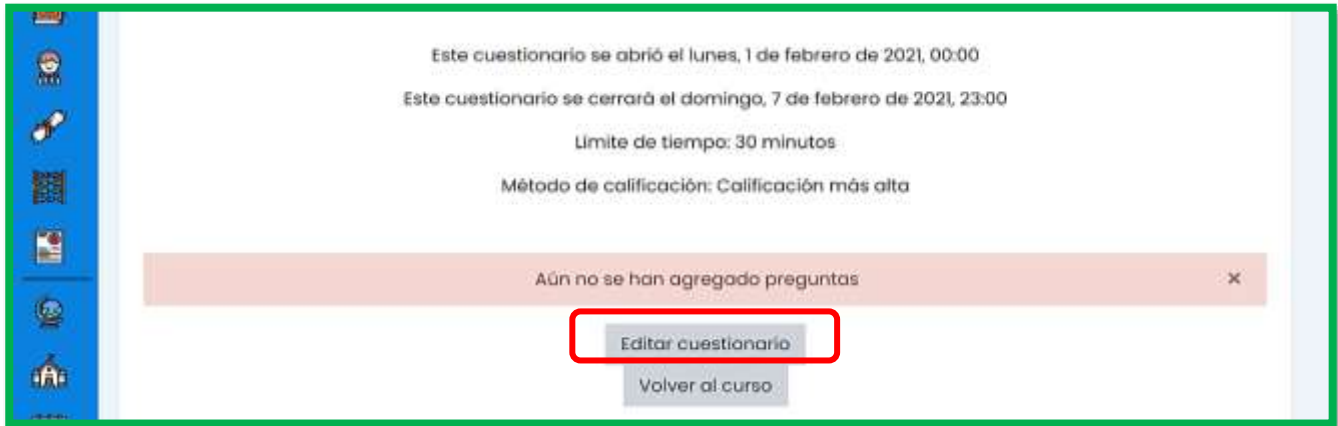 Este cuestionario se abrió el lunes, 1 de febrero de 2021, 00:00
Este cuestionario se cerrará el domingo, 7 de febrero de 2021, 23:00
Límite de tiempo: 30 minutos
Método de calificación: Calificación más alta
Aún no se han agregado preguntas ×
Editar cuestionario
Volver al curso